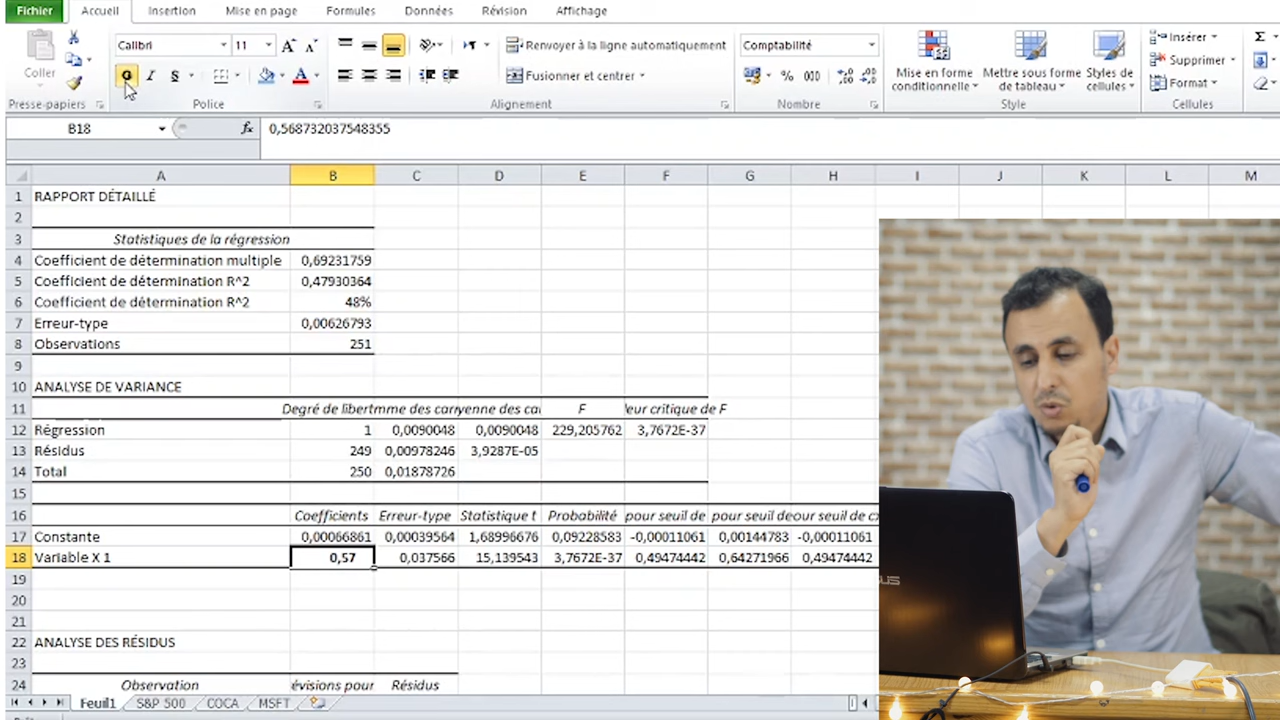 Fichier Accueil Insertion Mise en page Formules Données Révision Affichage
Calibri 11 Renvoyer à la ligne automatiquement Comptabilité Insérer Σ
Coller G I S A Fusionner et centrer % 000 Mise en forme conditionnelle Mettre sous forme de tableau Styles de cellules Supprimer
Format
Presse-papiers Police Alignement Nombre Style Cellules
B18 fx 0,568732037548355
A B C D E F G H I J K L M
1 RAPPORT DÉTAILLÉ
2
3 Statistiques de la régression
4 Coefficient de détermination multiple 0,69231759
5 Coefficient de détermination R^2 0,47930364
6 Coefficient de détermination R^2 48%
7 Erreur-type 0,00626793
8 Observations 251
9
10 ANALYSE DE VARIANCE
11 Degré de libert mme des car yenne des ca F leur critique de F
12 Régression 1 0,0090048 0,0090048 229,205762 3,7672E-37
13 Résidus 249 0,00978246 3,9287E-05
14 Total 250 0,01878726
15
16 Coefficients Erreur-type Statistique t Probabilité pour seuil de pour seuil de our seuil de c
17 Constante 0,00066861 0,00039564 1,68996676 0,09228583 -0,00011061 0,00144783 -0,00011061
18 Variable X 1 0,57 0,037566 15,139543 3,7672E-37 0,49474442 0,64271966 0,49474442
19
20
21
22 ANALYSE DES RÉSIDUS
23
24 Observation évisions pour Résidus
Feuil1 S&P 500 COCA MSFT